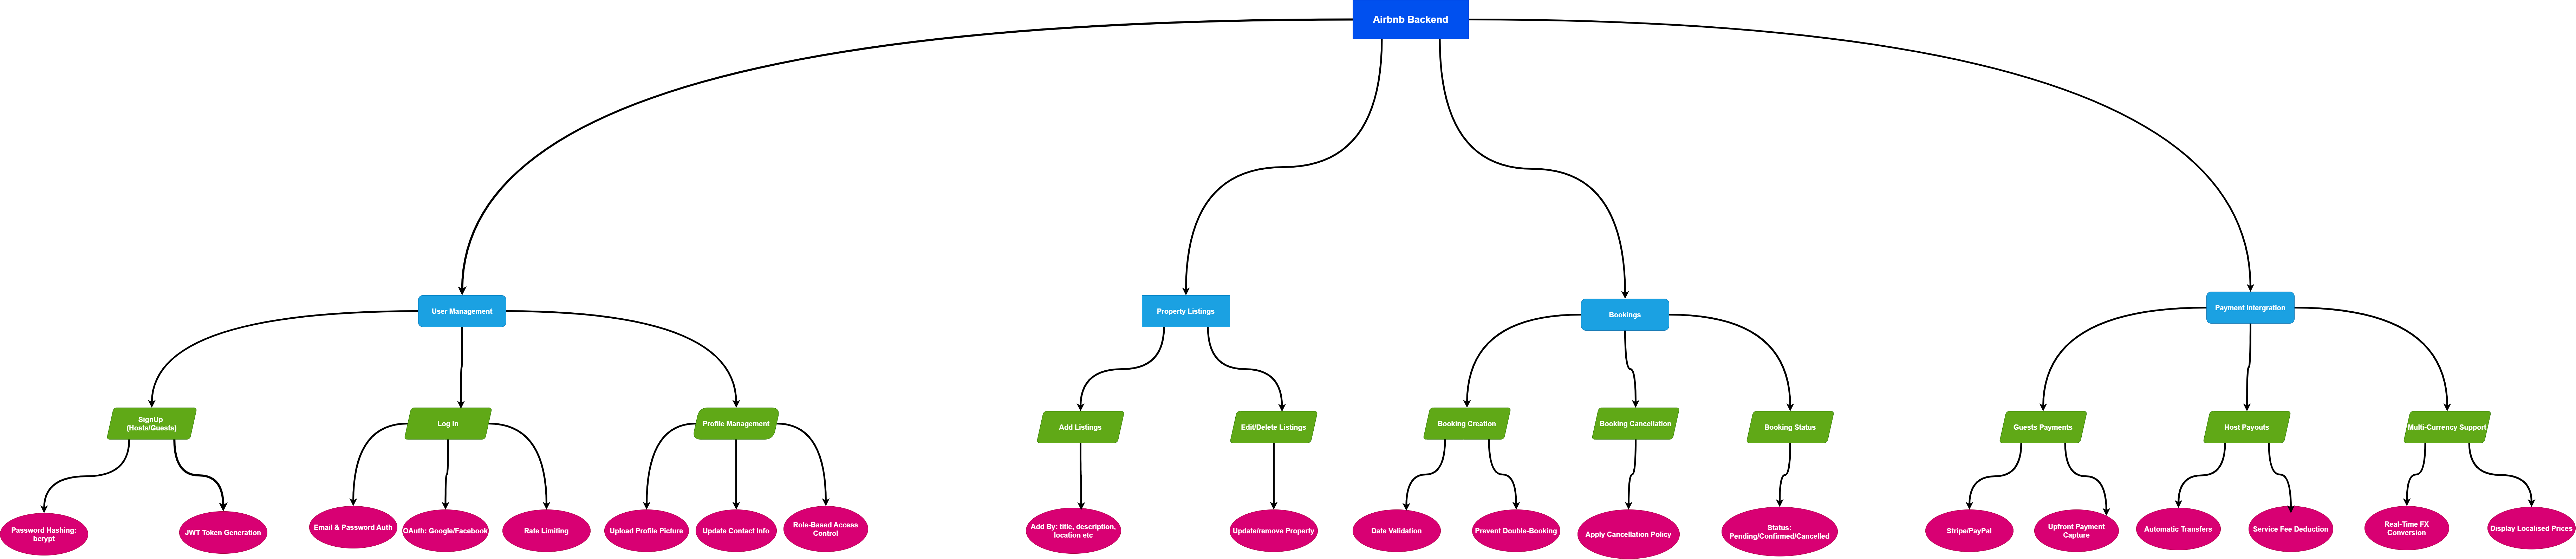 Airbnb Backend
User Management
Property Listings
Bookings
Payment Intergration
SignUp
(Hosts/Guests)
Log In
Profile Management
Add Listings
Edit/Delete Listings
Booking Creation
Booking Cancellation
Booking Status
Guests Payments
Host Payouts
Multi-Currency Support
Password Hashing:
bcrypt
JWT Token Generation
Email & Password Auth
OAuth: Google/Facebook
Rate Limiting
Upload Profile Picture
Update Contact Info
Role-Based Access
Control
Add By: title, description,
location etc
Update/remove Property
Date Validation
Prevent Double-Booking
Apply Cancellation Policy
Status:
Pending/Confirmed/Cancelled
Stripe/PayPal
Upfront Payment
Capture
Automatic Transfers
Service Fee Deduction
Real-Time FX
Conversion
Display Localised Prices